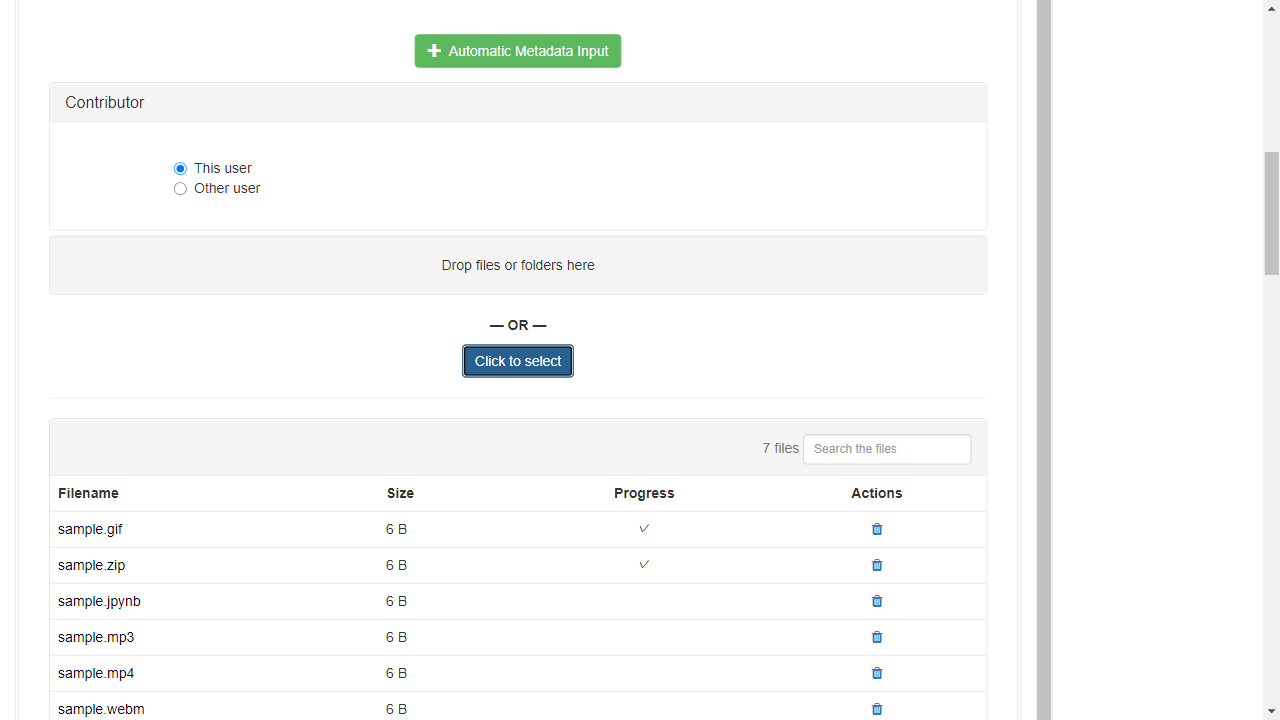 Automatic Metadata Input
Contributor
This user
Other user
Drop files or folders here
— OR —
Click to select
7 files Search the files
Filename Size Progress Actions
sample.gif 6 B
sample.zip 6 B
sample.jpynb 6 B
sample.mp3 6 B
sample.mp4 6 B
sample.webm 6 B